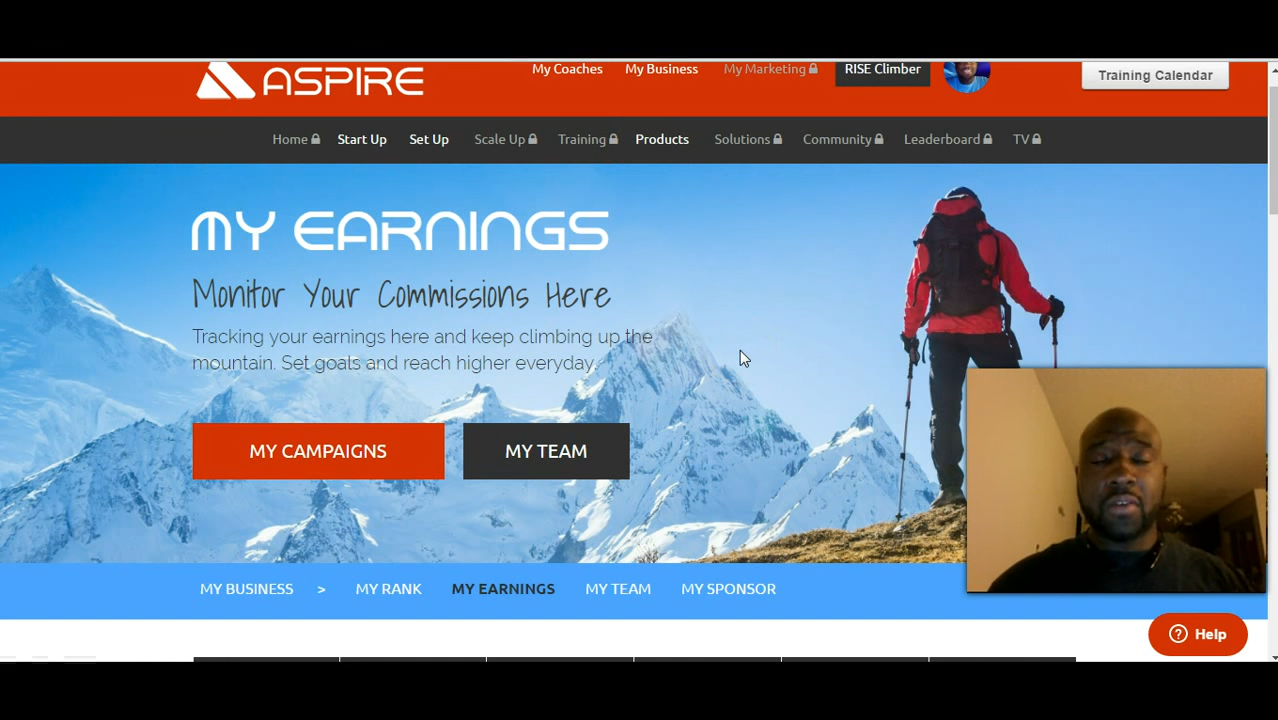 ASPIRE
My Coaches My Business My Marketing RISE Climber Training Calendar
Home Start Up Set Up Scale Up Training Products Solutions Community Leaderboard TV
MY EARNINGS
Monitor Your Commissions Here
Tracking your earnings here and keep climbing up the
mountain. Set goals and reach higher everyday.
MY CAMPAIGNS MY TEAM
MY BUSINESS > MY RANK MY EARNINGS MY TEAM MY SPONSOR
? Help